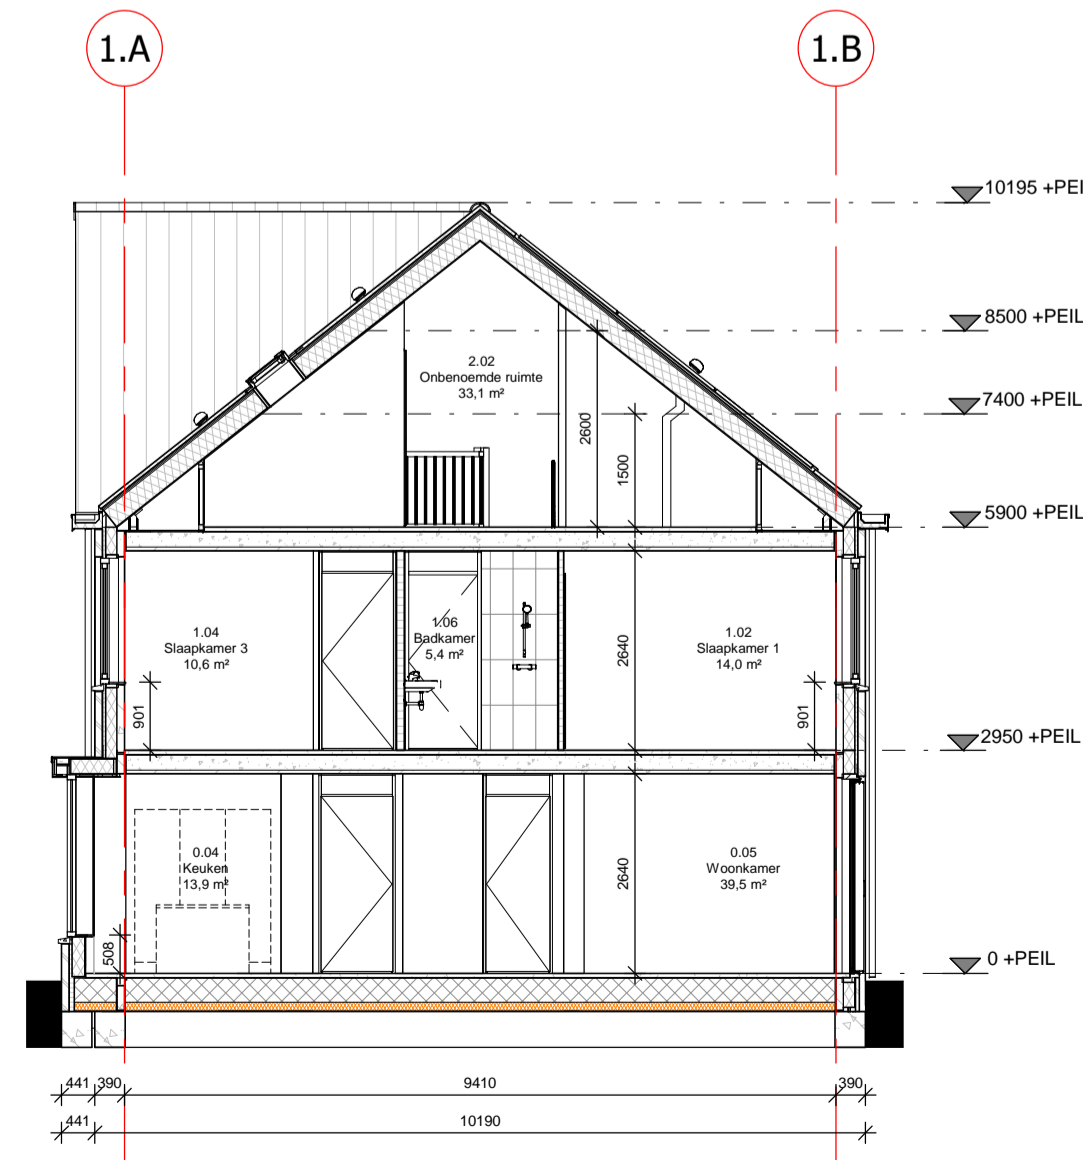 1.A
1.B
10195 +PEI
8500 +PEIL
2.02
Onbenoemde ruimte
33,1 m²
7400 +PEIL
2600
1500
5900 +PEIL
1.04
Slaapkamer 3
10,6 m²
1.06
Badkamer
5,4 m²
2640
1.02
Slaapkamer 1
14,0 m²
901
901
2950 +PEIL
0.04
Keuken
13,9 m²
2640
0.05
Woonkamer
39,5 m²
508
0 +PEIL
441 390 9410 390
441 10190